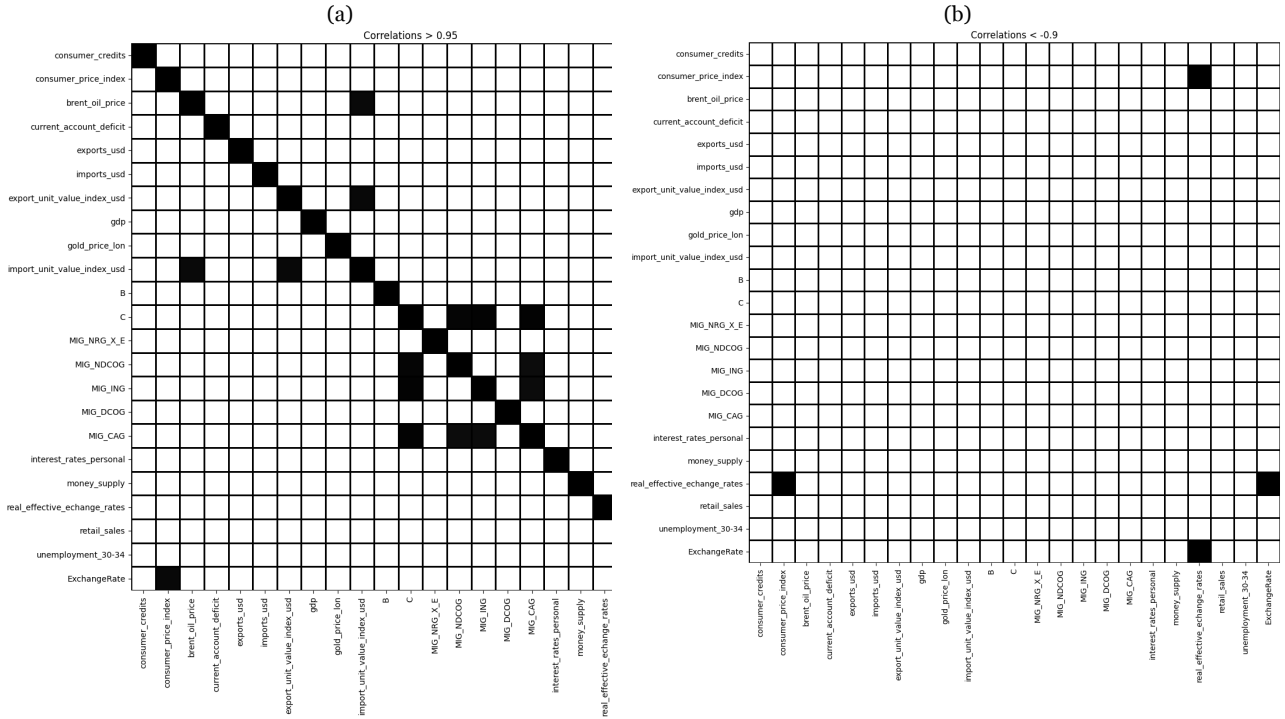 (a)
Correlations > 0.95
consumer_credits
consumer_price_index
brent_oil_price
current_account_deficit
exports_usd
imports_usd
export_unit_value_index_usd
gdp
gold_price_lon
import_unit_value_index_usd
B
C
MIG_NRG_X_E
MIG_NDCOG
MIG_ING
MIG_DCOG
MIG_CAG
interest_rates_personal
money_supply
real_effective_echange_rates
retail_sales
unemployment_30-34
ExchangeRate
consumer_credits
consumer_price_index
brent_oil_price
current_account_deficit
exports_usd
imports_usd
export_unit_value_index_usd
gdp
gold_price_lon
import_unit_value_index_usd
B
C
MIG_NRG_X_E
MIG_NDCOG
MIG_ING
MIG_DCOG
MIG_CAG
interest_rates_personal
money_supply
real_effective_echange_rates
(b)
Correlations < -0.9
consumer_credits
consumer_price_index
brent_oil_price
current_account_deficit
exports_usd
imports_usd
export_unit_value_index_usd
gdp
gold_price_lon
import_unit_value_index_usd
B
C
MIG_NRG_X_E
MIG_NDCOG
MIG_ING
MIG_DCOG
MIG_CAG
interest_rates_personal
money_supply
real_effective_echange_rates
retail_sales
unemployment_30-34
ExchangeRate
consumer_credits
consumer_price_index
brent_oil_price
current_account_deficit
exports_usd
imports_usd
export_unit_value_index_usd
gdp
gold_price_lon
import_unit_value_index_usd
B
C
MIG_NRG_X_E
MIG_NDCOG
MIG_ING
MIG_DCOG
MIG_CAG
interest_rates_personal
money_supply
real_effective_echange_rates
retail_sales
unemployment_30-34
ExchangeRate